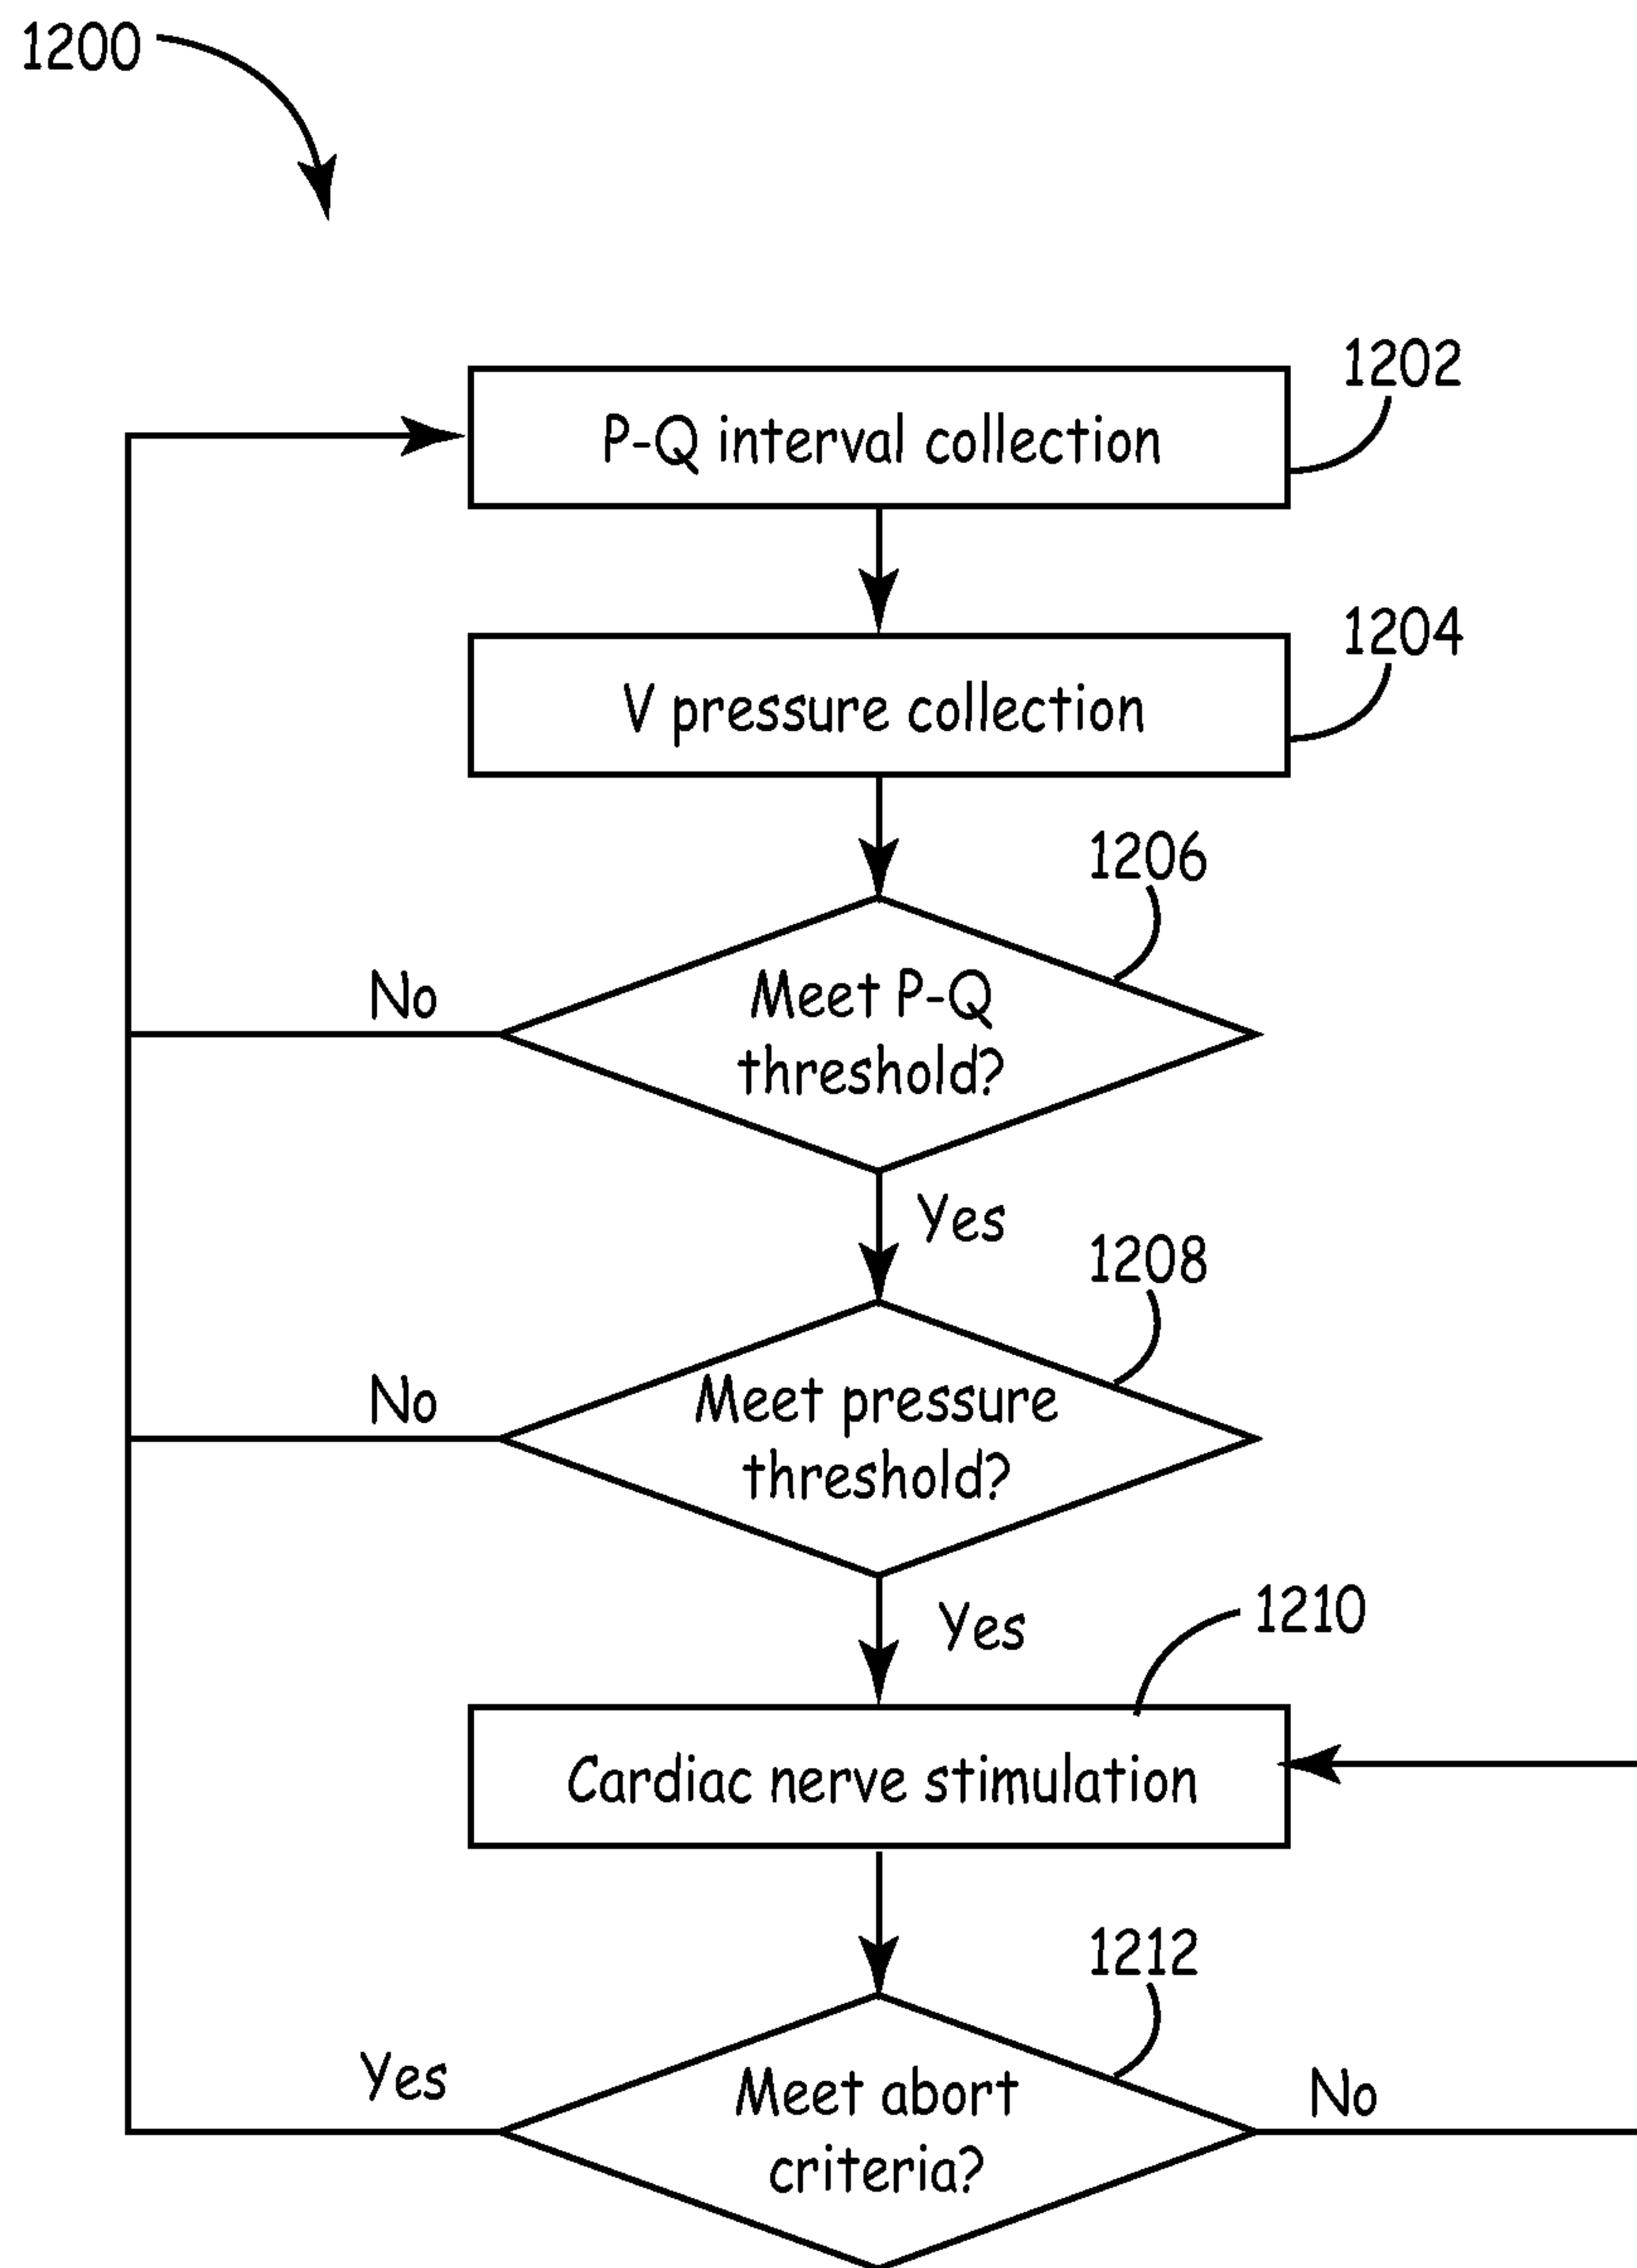 1200
1202
P-Q interval collection
1204
V pressure collection
1206
Meet P-Q
threshold?
No
Yes
1208
Meet pressure
threshold?
No
Yes
1210
Cardiac nerve stimulation
1212
Meet abort
criteria?
Yes
No